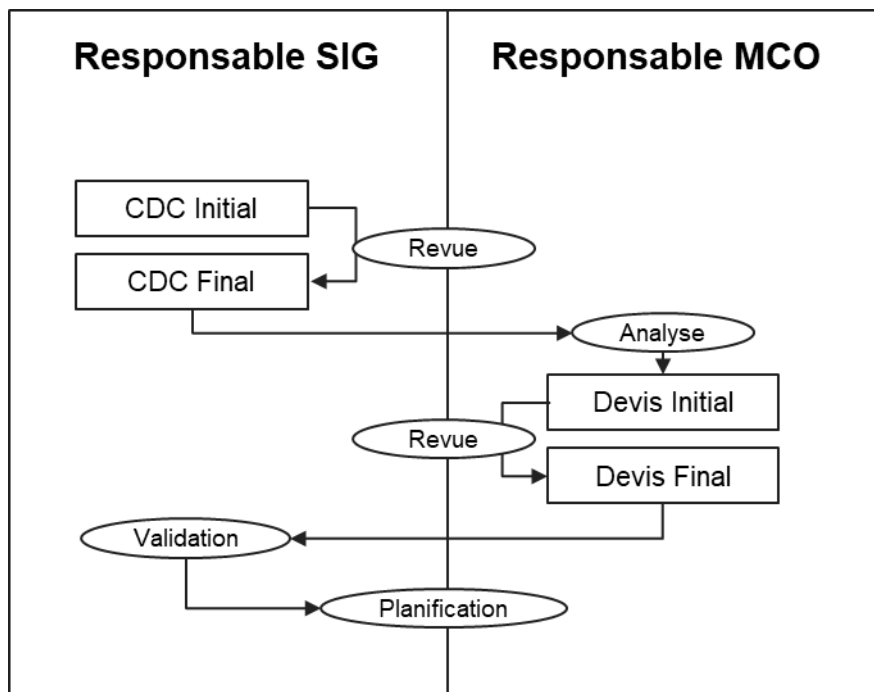 Responsable SIG
Responsable MCO
CDC Initial
Revue
CDC Final
Analyse
Devis Initial
Revue
Devis Final
Validation
Planification